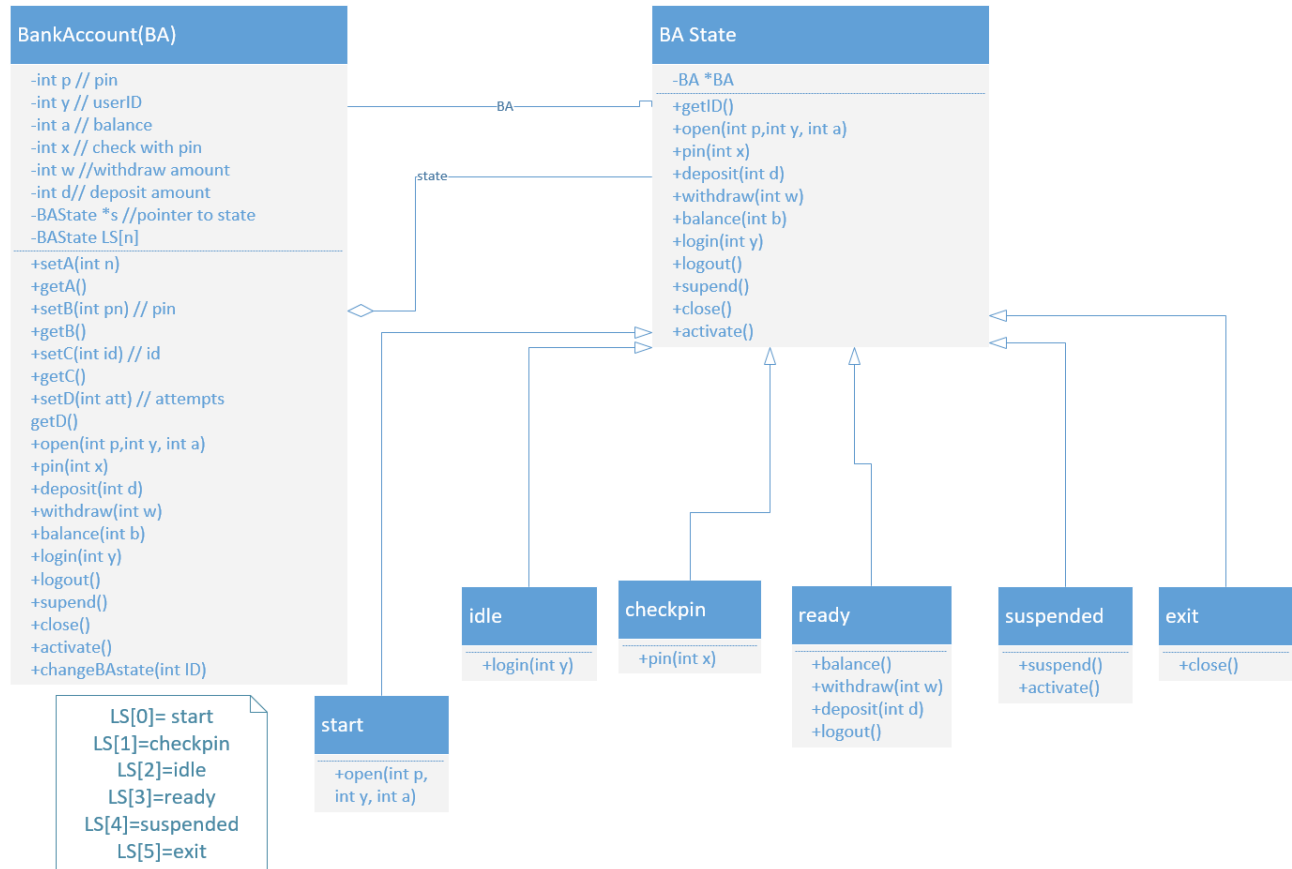 BankAccount(BA)
-int p // pin
-int y // userID
-int a // balance
-int x // check with pin
-int w //withdraw amount
-int d// deposit amount
-BAState *s //pointer to state
-BAState LS[n]
+setA(int n)
+getA()
+setB(int pn) // pin
+getB()
+setC(int id) // id
+getC()
+setD(int att) // attempts
getD()
+open(int p,int y, int a)
+pin(int x)
+deposit(int d)
+withdraw(int w)
+balance(int b)
+login(int y)
+logout()
+supend()
+close()
+activate()
+changeBAstate(int ID)
BA
state
BA State
-BA *BA
+getID()
+open(int p,int y, int a)
+pin(int x)
+deposit(int d)
+withdraw(int w)
+balance(int b)
+login(int y)
+logout()
+supend()
+close()
+activate()
idle
+login(int y)
checkpin
+pin(int x)
ready
+balance()
+withdraw(int w)
+deposit(int d)
+logout()
suspended
+suspend()
+activate()
exit
+close()
start
+open(int p,
int y, int a)
LS[0]= start
LS[1]=checkpin
LS[2]=idle
LS[3]=ready
LS[4]=suspended
LS[5]=exit